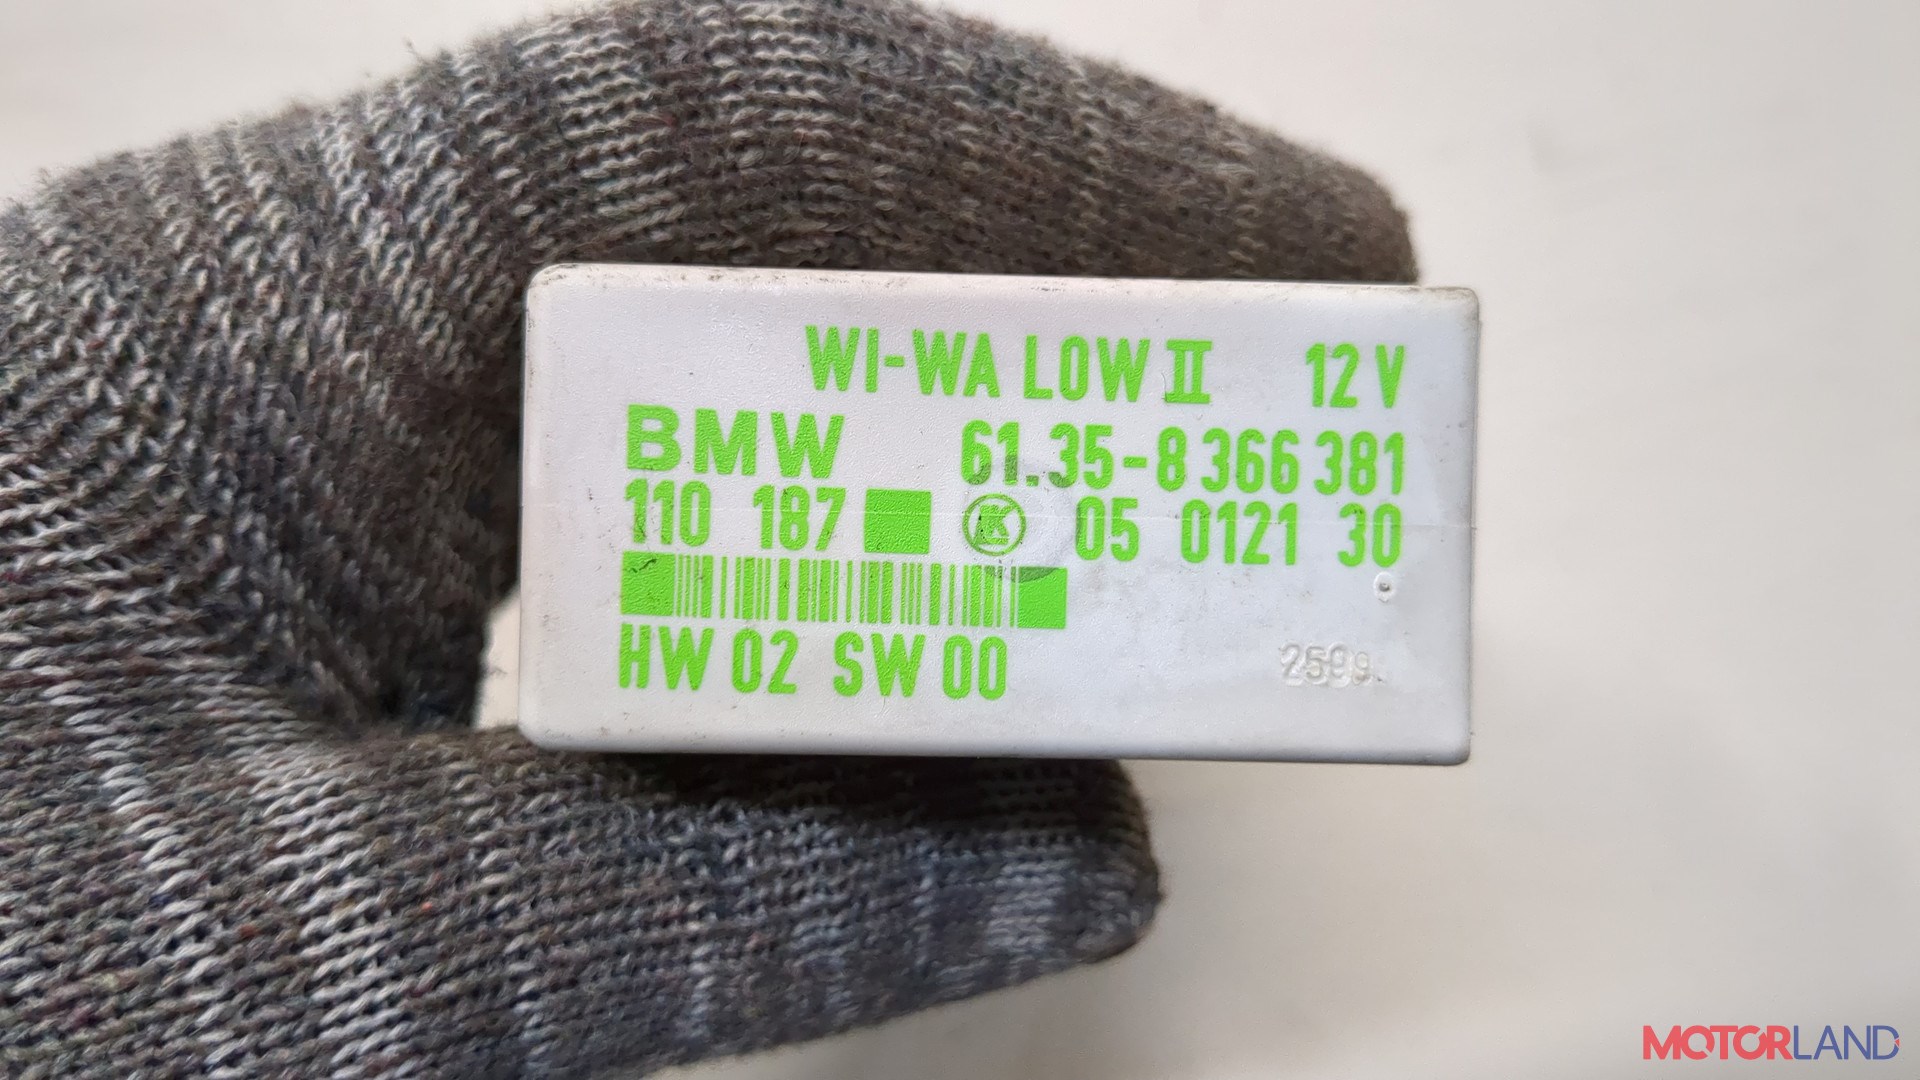 WI-WA LOW II 12 V
BMW 61.35-8 366 381
110 187 K 05 0121 30
HW 02 SW 00
MOTORLAND